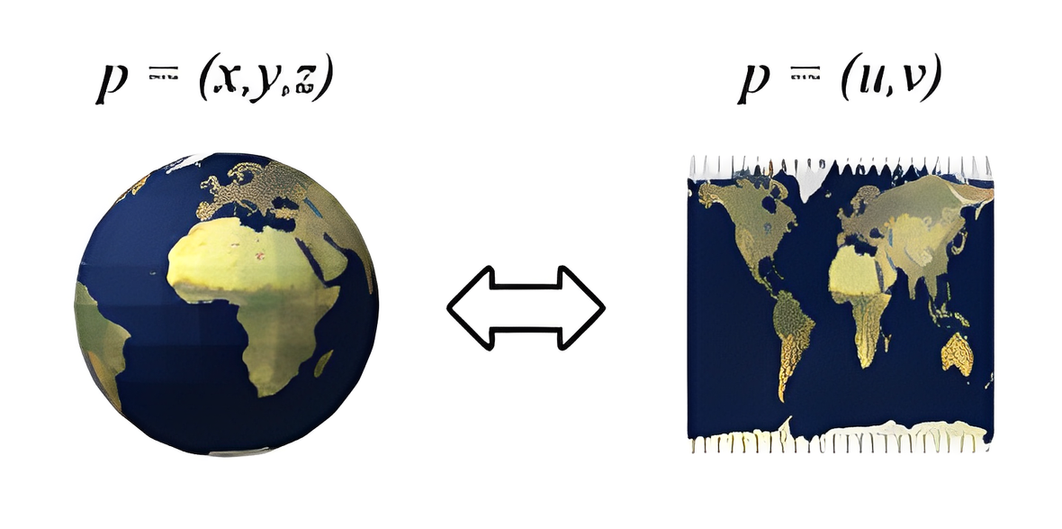 p = (x,y,z)
p = (u,v)